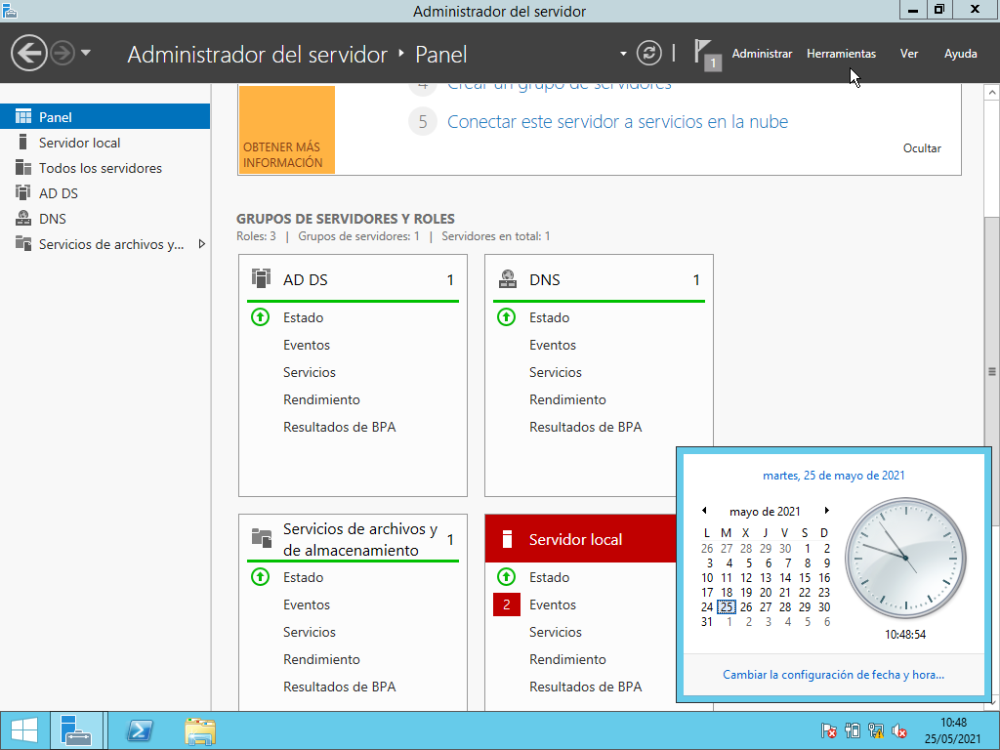 Administrador del servidor
Administrador del servidor ‣ Panel
1
Administrar
Herramientas
Ver
Ayuda
Panel
Servidor local
Todos los servidores
AD DS
DNS
Servicios de archivos y...
OBTENER MÁS
INFORMACIÓN
4 Crear un grupo de servidores
5 Conectar este servidor a servicios en la nube
Ocultar
GRUPOS DE SERVIDORES Y ROLES
Roles: 3 | Grupos de servidores: 1 | Servidores en total: 1
AD DS 1
Estado
Eventos
Servicios
Rendimiento
Resultados de BPA
DNS 1
Estado
Eventos
Servicios
Rendimiento
Resultados de BPA
Servicios de archivos y
de almacenamiento 1
Estado
Eventos
Servicios
Rendimiento
Resultados de BPA
Servidor local
Estado
2 Eventos
Servicios
Rendimiento
Resultados de BPA
martes, 25 de mayo de 2021
mayo de 2021
L M X J V S D
26 27 28 29 30 1 2
3 4 5 6 7 8 9
10 11 12 13 14 15 16
17 18 19 20 21 22 23
24 25 26 27 28 29 30
31 1 2 3 4 5 6
10:48:54
Cambiar la configuración de fecha y hora...
10:48
25/05/2021